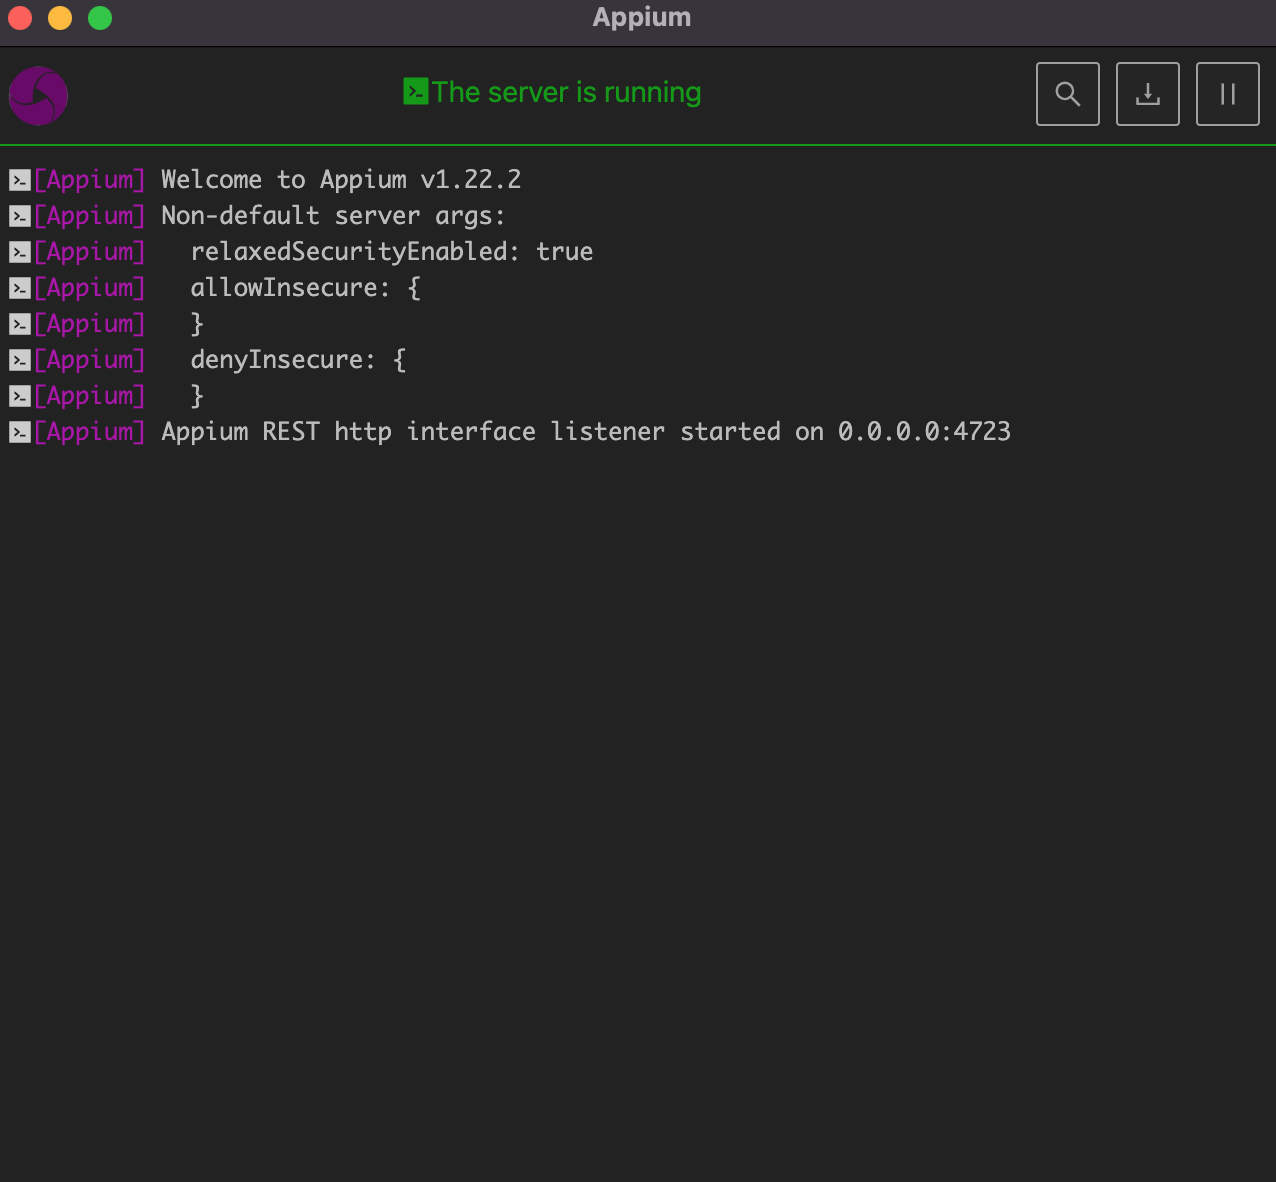 Appium
The server is running
[Appium] Welcome to Appium v1.22.2
[Appium] Non-default server args:
[Appium]   relaxedSecurityEnabled: true
[Appium]   allowInsecure: {
[Appium]   }
[Appium]   denyInsecure: {
[Appium]   }
[Appium] Appium REST http interface listener started on 0.0.0.0:4723